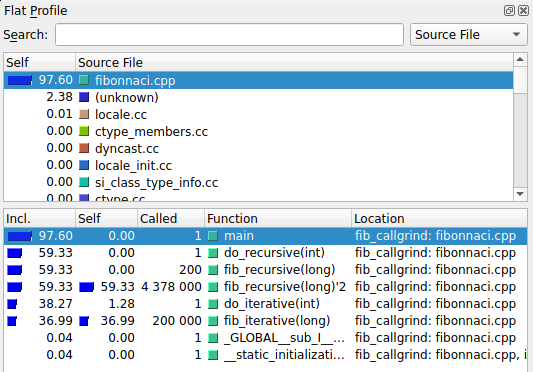 Flat Profile
Search: Source File
Self Source File
97.60 fibonnaci.cpp
2.38 (unknown)
0.01 locale.cc
0.00 ctype_members.cc
0.00 dyncast.cc
0.00 locale_init.cc
0.00 si_class_type_info.cc
0.00 ctype.cc
Incl. Self Called Function Location
97.60 0.00 1 main fib_callgrind: fibonnaci.cpp
59.33 0.00 1 do_recursive(int) fib_callgrind: fibonnaci.cpp
59.33 0.00 200 fib_recursive(long) fib_callgrind: fibonnaci.cpp
59.33 59.33 4 378 000 fib_recursive(long)'2 fib_callgrind: fibonnaci.cpp
38.27 1.28 1 do_iterative(int) fib_callgrind: fibonnaci.cpp
36.99 36.99 200 000 fib_iterative(long) fib_callgrind: fibonnaci.cpp
0.04 0.00 1 _GLOBAL__sub_I__... fib_callgrind: fibonnaci.cpp
0.04 0.00 1 __static_initializati... fib_callgrind: fibonnaci.cpp, i